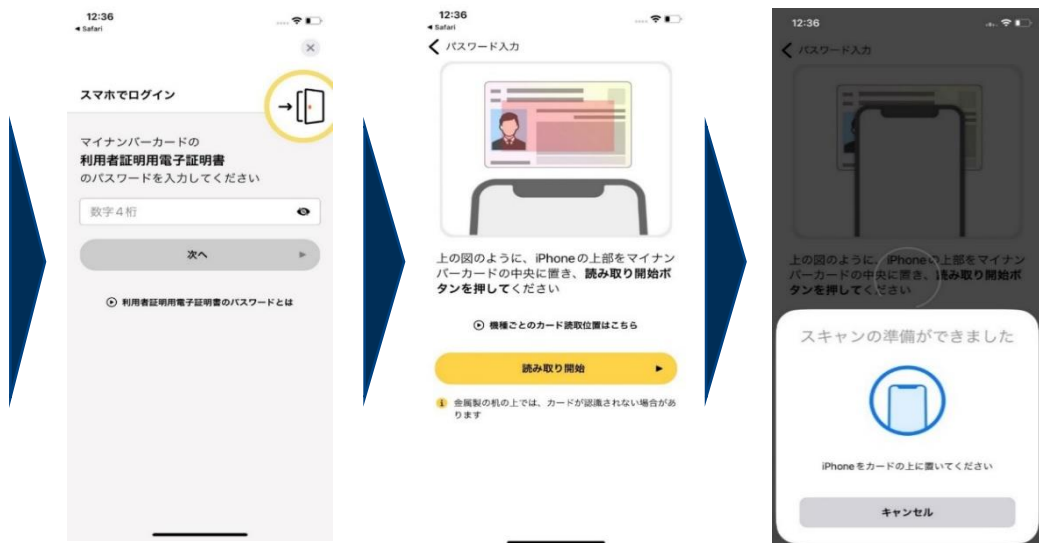 12:36
◀ Safari
スマホでログイン
マイナンバーカードの
利用者証明用電子証明書
のパスワードを入力してください
数字4桁
次へ
利用者証明用電子証明書のパスワードとは
12:36
◀ Safari
パスワード入力
上の図のように、iPhoneの上部をマイナン
バーカードの中央に置き、読み取り開始ボ
タンを押してください
機種ごとのカード読取位置はこちら
読み取り開始
金属製の机の上では、カードが認識されない場合があ
ります
12:36
パスワード入力
上の図のように、iPhoneの上部をマイナン
バーカードの中央に置き、読み取り開始ボ
タンを押してください
スキャンの準備ができました
iPhoneをカードの上に置いてください
キャンセル